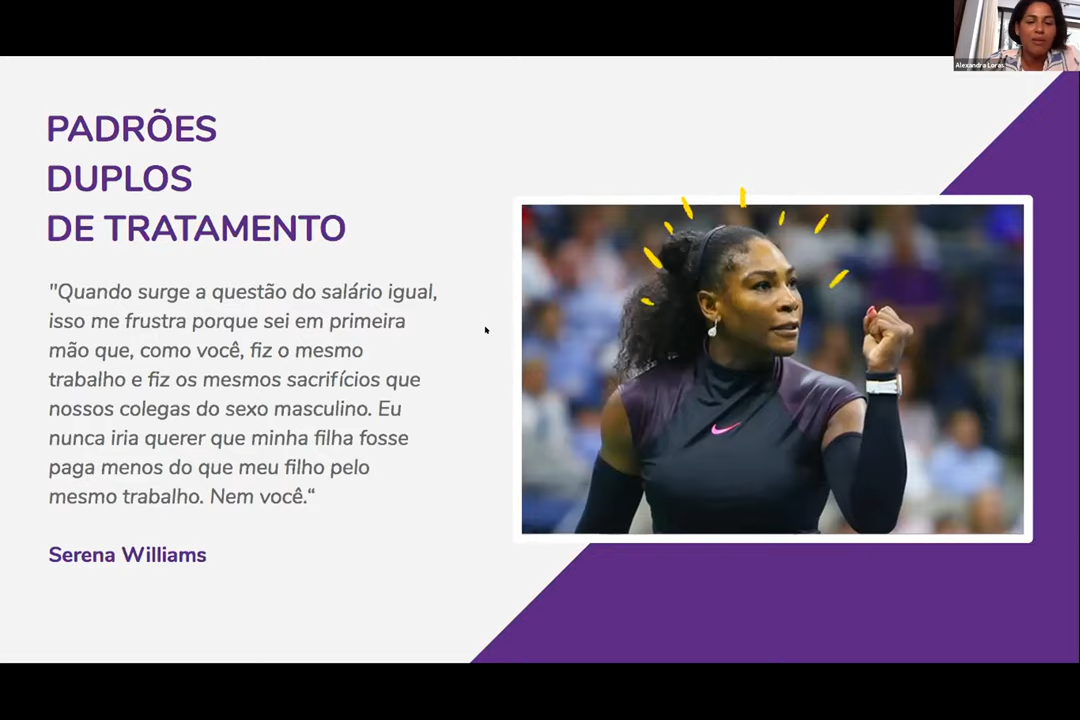 Alexandra Loras
PADRÕES
DUPLOS
DE TRATAMENTO
"Quando surge a questão do salário igual,
isso me frustra porque sei em primeira
mão que, como você, fiz o mesmo
trabalho e fiz os mesmos sacrifícios que
nossos colegas do sexo masculino. Eu
nunca iria querer que minha filha fosse
paga menos do que meu filho pelo
mesmo trabalho. Nem você.“
Serena Williams